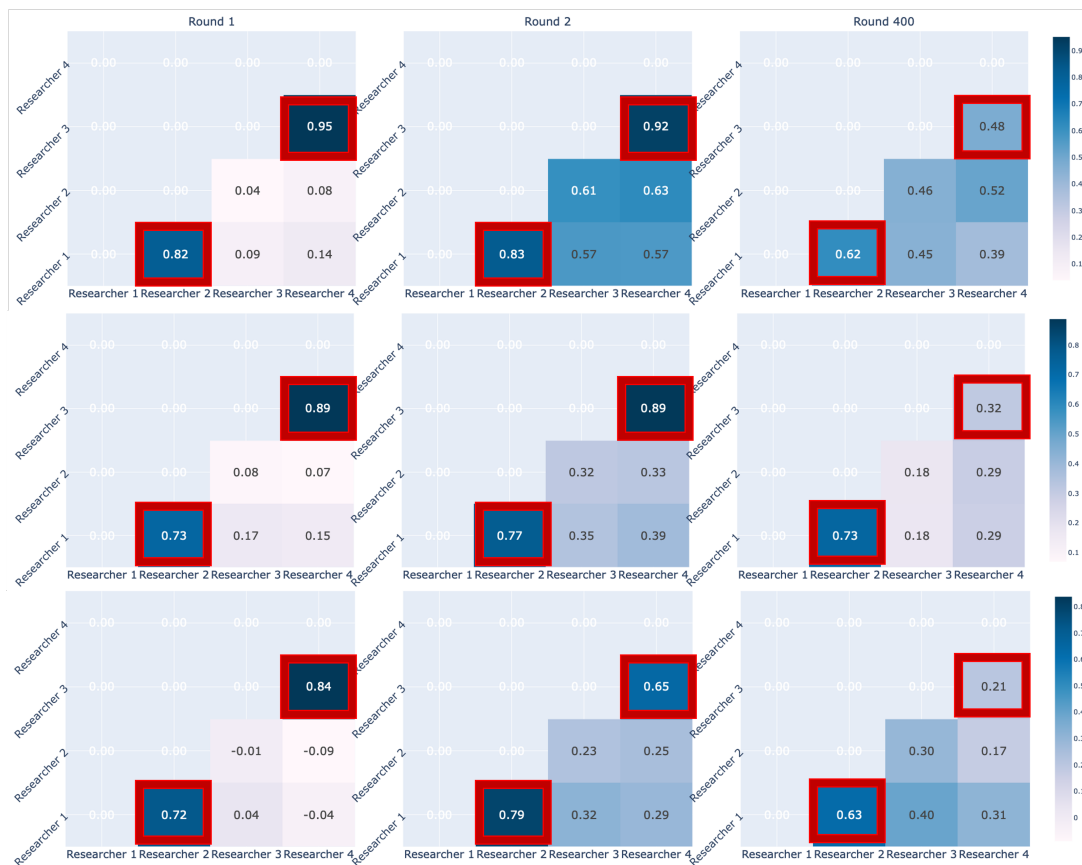 Round 1 Round 2 Round 400
Researcher 4 0.00 0.00 0.00 0.00 Researcher 4 0.00 0.00 0.00 0.00 Researcher 4 0.00 0.00 0.00 0.00
Researcher 3 0.00 0.00 0.00 0.95 Researcher 3 0.00 0.00 0.00 0.92 Researcher 3 0.00 0.00 0.00 0.48
Researcher 2 0.00 0.00 0.04 0.08 Researcher 2 0.00 0.00 0.61 0.63 Researcher 2 0.00 0.00 0.46 0.52
Researcher 1 0.00 0.82 0.09 0.14 Researcher 1 0.00 0.83 0.57 0.57 Researcher 1 0.00 0.62 0.45 0.39
Researcher 1 Researcher 2 Researcher 3 Researcher 4 Researcher 1 Researcher 2 Researcher 3 Researcher 4 Researcher 1 Researcher 2 Researcher 3 Researcher 4
0.8
0.7
0.6
0.5
0.4
0.3
0.2
0.1
Researcher 4 0.00 0.00 0.00 0.00 Researcher 4 0.00 0.00 0.00 0.00 Researcher 4 0.00 0.00 0.00 0.00
Researcher 3 0.00 0.00 0.00 0.89 Researcher 3 0.00 0.00 0.00 0.89 Researcher 3 0.00 0.00 0.00 0.32
Researcher 2 0.00 0.00 0.08 0.07 Researcher 2 0.00 0.00 0.32 0.33 Researcher 2 0.00 0.00 0.18 0.29
Researcher 1 0.00 0.73 0.17 0.15 Researcher 1 0.00 0.77 0.35 0.39 Researcher 1 0.00 0.73 0.18 0.29
Researcher 1 Researcher 2 Researcher 3 Researcher 4 Researcher 1 Researcher 2 Researcher 3 Researcher 4 Researcher 1 Researcher 2 Researcher 3 Researcher 4
0.8
0.7
0.6
0.5
0.4
0.3
0.2
0.1
Researcher 4 0.00 0.00 0.00 0.00 Researcher 4 0.00 0.00 0.00 0.00 Researcher 4 0.00 0.00 0.00 0.00
Researcher 3 0.00 0.00 0.00 0.84 Researcher 3 0.00 0.00 0.00 0.65 Researcher 3 0.00 0.00 0.00 0.21
Researcher 2 0.00 0.00 -0.01 -0.09 Researcher 2 0.00 0.00 0.23 0.25 Researcher 2 0.00 0.00 0.30 0.17
Researcher 1 0.00 0.72 0.04 -0.04 Researcher 1 0.00 0.79 0.32 0.29 Researcher 1 0.00 0.63 0.40 0.31
Researcher 1 Researcher 2 Researcher 3 Researcher 4 Researcher 1 Researcher 2 Researcher 3 Researcher 4 Researcher 1 Researcher 2 Researcher 3 Researcher 4
0